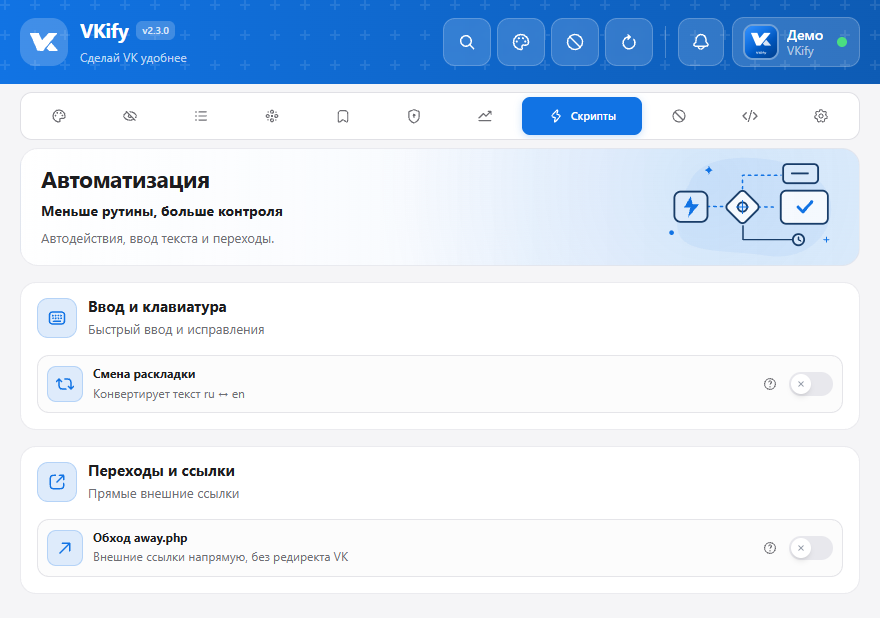 VKify v2.3.0
Сделай VK удобнее
Демо
VKify
Скрипты
Автоматизация
Меньше рутины, больше контроля
Автодействия, ввод текста и переходы.
Ввод и клавиатура
Быстрый ввод и исправления
Смена раскладки
Конвертирует текст ru ↔ en
Переходы и ссылки
Прямые внешние ссылки
Обход away.php
Внешние ссылки напрямую, без редиректа VK